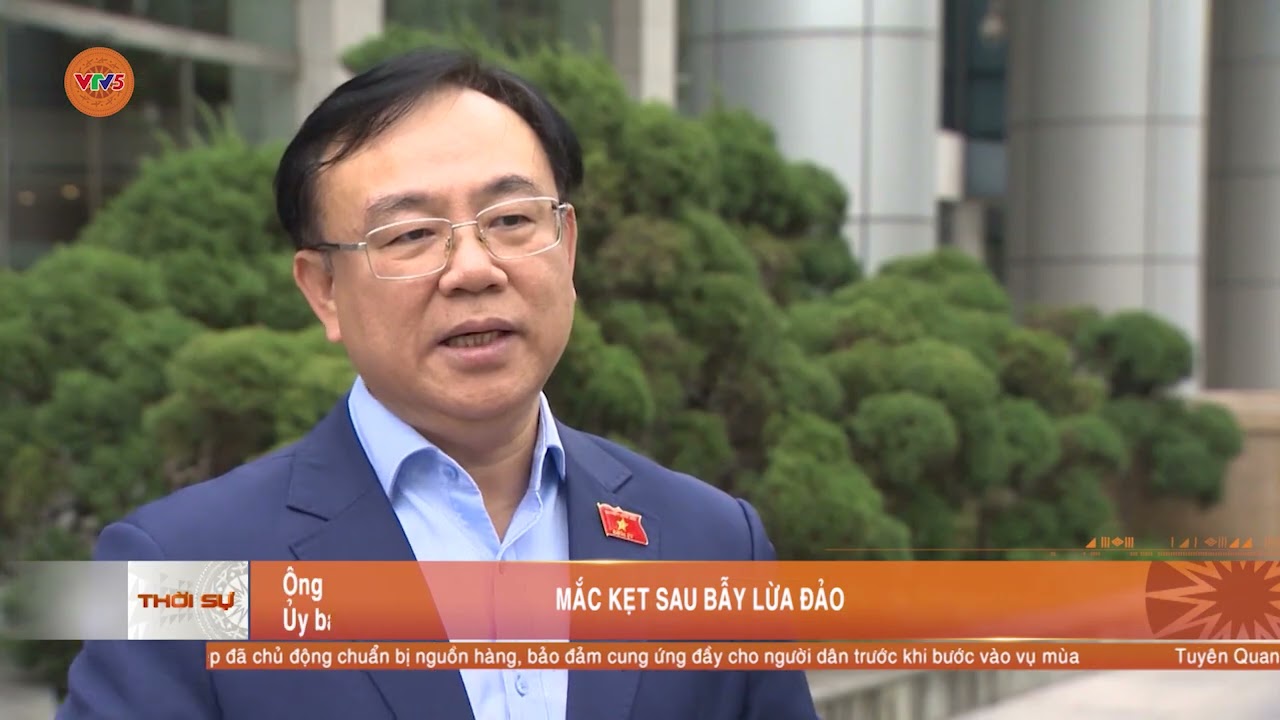 VTV5
THỜI SỰ
Ông
Ủy
MẮC KẸT SAU BẪY LỪA ĐẢO
p đã chủ động chuẩn bị nguồn hàng, bảo đảm cung ứng đầy cho người dân trước khi bước vào vụ mùa
Tuyên Quan